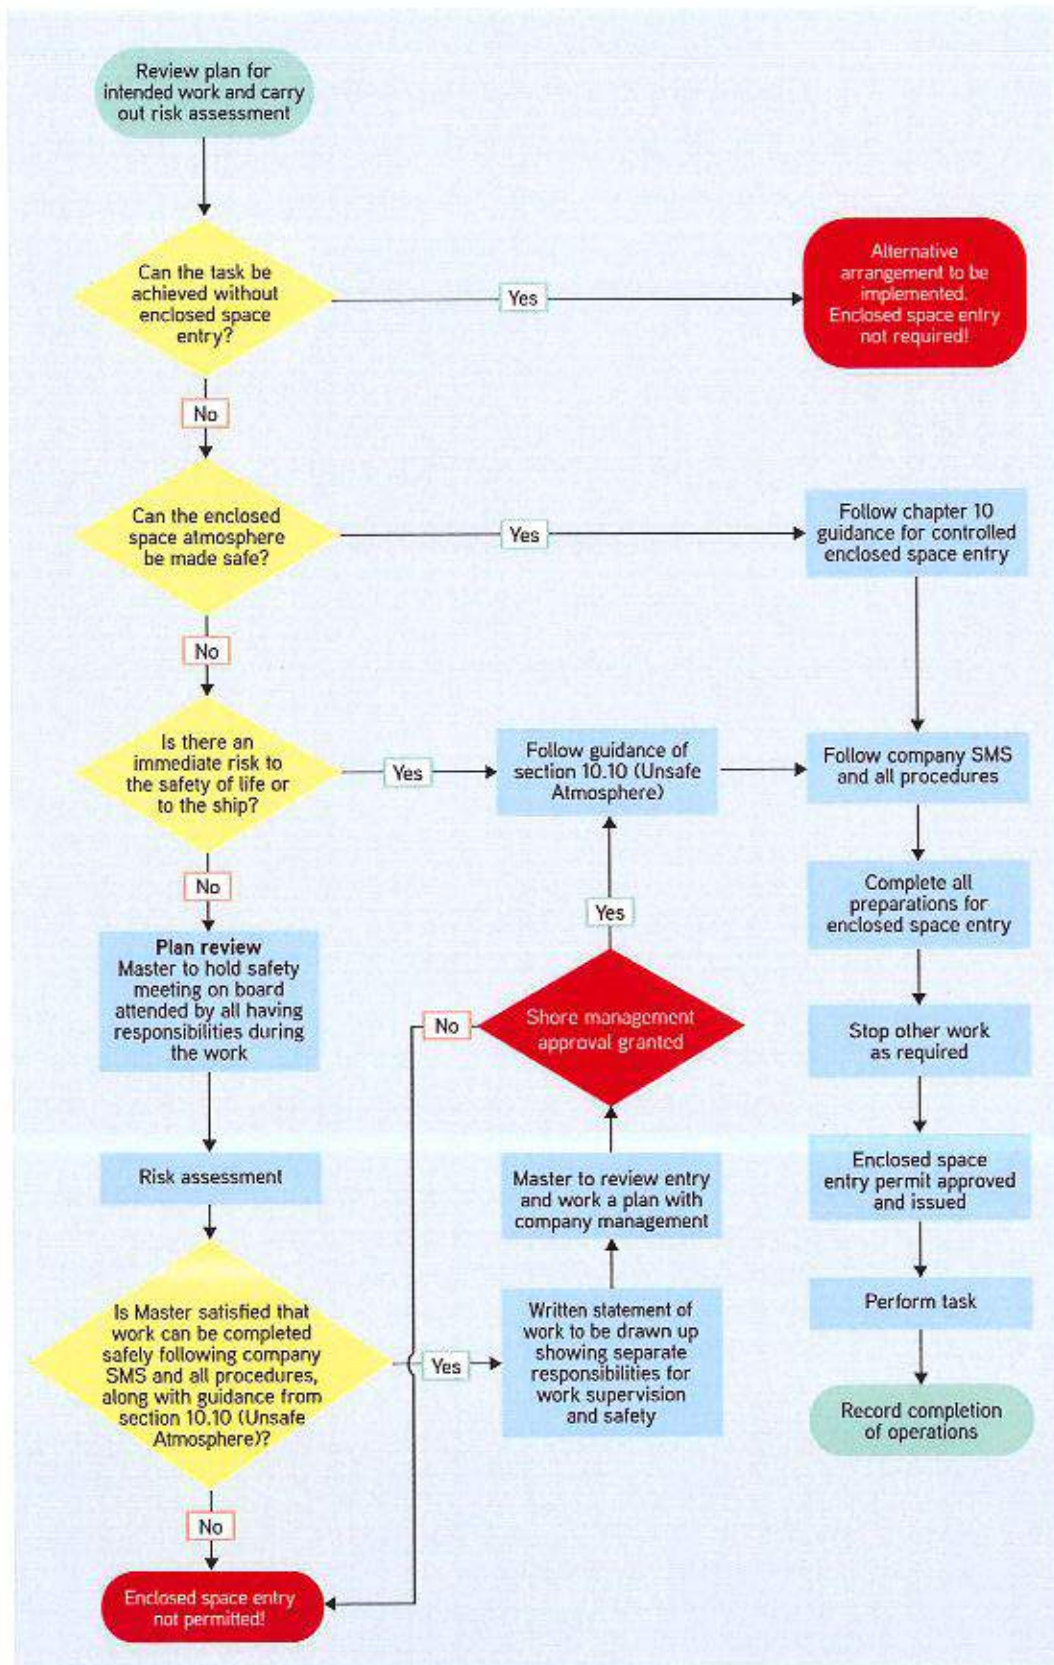 Review plan for
intended work and carry
out risk assessment
Can the task be
achieved without
enclosed space
entry?
Yes
Alternative
arrangement to be
implemented.
Enclosed space entry
not required!
No
Can the enclosed
space atmosphere
be made safe?
Yes
Follow chapter 10
guidance for controlled
enclosed space entry
No
Is there an
immediate risk to
the safety of life or
to the ship?
Yes
Follow guidance of
section 10.10 (Unsafe
Atmosphere)
Follow company SMS
and all procedures
No
Plan review
Master to hold safety
meeting on board
attended by all having
responsibilities during
the work
Yes
Complete all
preparations for
enclosed space entry
No
Shore management
approval granted
Stop other work
as required
Risk assessment
Master to review entry
and work a plan with
company management
Enclosed space
entry permit approved
and issued
Is Master satisfied that
work can be completed
safely following company
SMS and all procedures,
along with guidance from
section 10.10 (Unsafe
Atmosphere)?
Yes
Written statement of
work to be drawn up
showing separate
responsibilities for
work supervision
and safety
Perform task
Record completion
of operations
No
Enclosed space entry
not permitted!